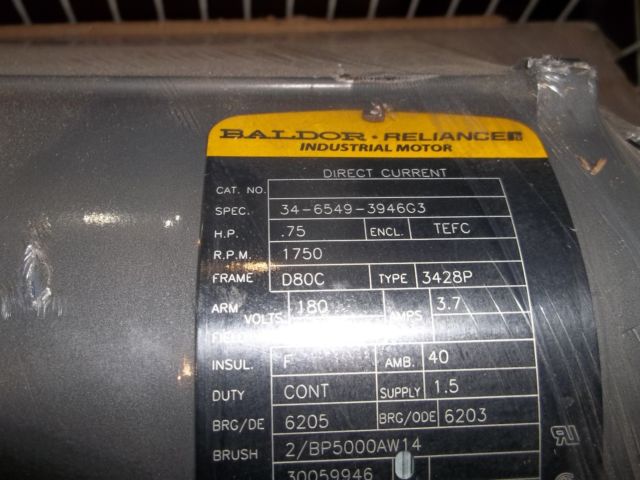 BALDOR · RELIANCE
INDUSTRIAL MOTOR
DIRECT CURRENT
CAT. NO.
SPEC. 34-6549-3946G3
H.P. .75 ENCL. TEFC
R.P.M. 1750
FRAME D80C TYPE 3428P
ARM VOLTS 180 AMPS 3.7
FIELD
INSUL. F AMB. 40
DUTY CONT SUPPLY 1.5
BRG/DE 6205 BRG/ODE 6203
BRUSH 2/BP5000AW14
30059946